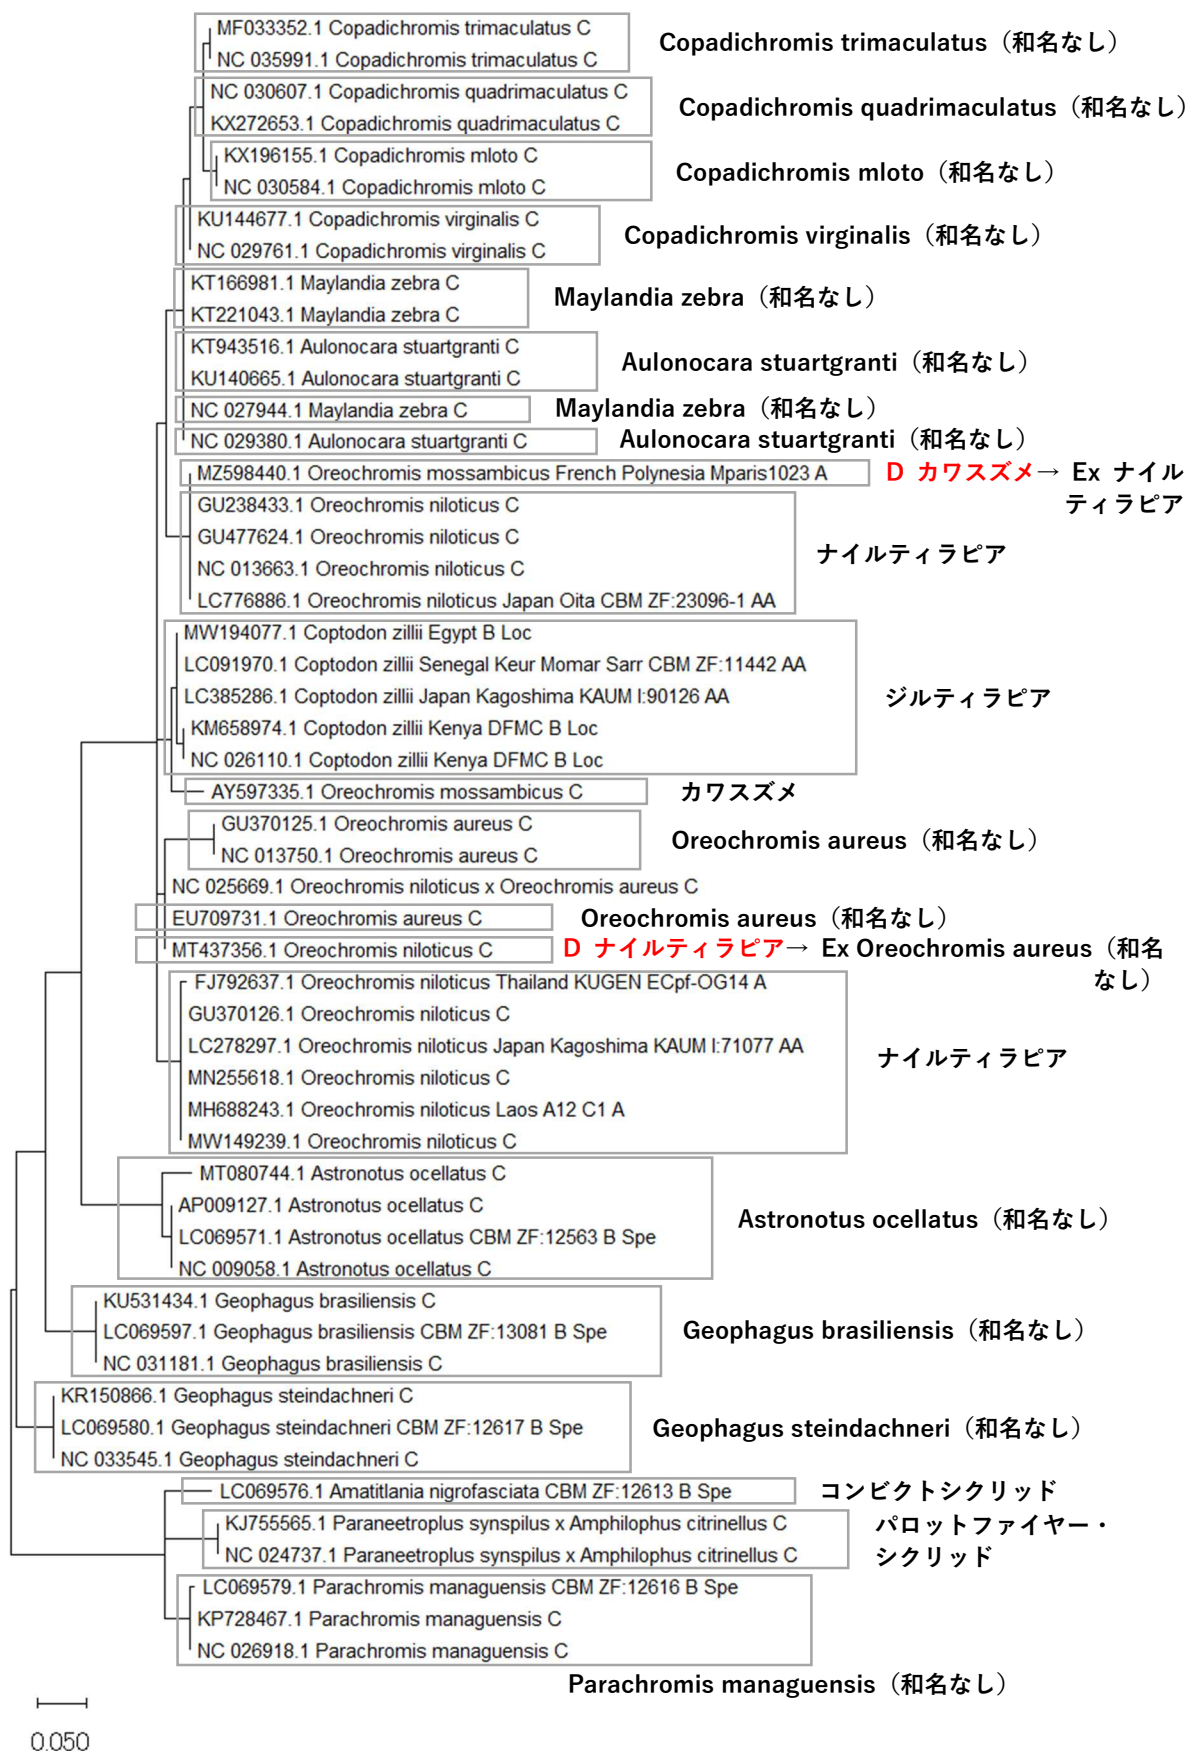 MF033352.1 Copadichromis trimaculatus C
NC 035991.1 Copadichromis trimaculatus C
Copadichromis trimaculatus（和名なし）
NC 030607.1 Copadichromis quadrimaculatus C
KX272653.1 Copadichromis quadrimaculatus C
Copadichromis quadrimaculatus（和名なし）
KX196155.1 Copadichromis mloto C
NC 030584.1 Copadichromis mloto C
Copadichromis mloto（和名なし）
KU144677.1 Copadichromis virginalis C
NC 029761.1 Copadichromis virginalis C
Copadichromis virginalis（和名なし）
KT166981.1 Maylandia zebra C
KT221043.1 Maylandia zebra C
Maylandia zebra（和名なし）
KT943516.1 Aulonocara stuartgranti C
KU140665.1 Aulonocara stuartgranti C
Aulonocara stuartgranti（和名なし）
NC 027944.1 Maylandia zebra C
Maylandia zebra（和名なし）
NC 029380.1 Aulonocara stuartgranti C
Aulonocara stuartgranti（和名なし）
MZ598440.1 Oreochromis mossambicus French Polynesia Mparis1023 A
D カワスズメ→ Ex ナイル
ティラピア
GU238433.1 Oreochromis niloticus C
GU477624.1 Oreochromis niloticus C
NC 013663.1 Oreochromis niloticus C
LC776886.1 Oreochromis niloticus Japan Oita CBM ZF:23096-1 AA
ナイルティラピア
MW194077.1 Coptodon zillii Egypt B Loc
LC091970.1 Coptodon zillii Senegal Keur Momar Sarr CBM ZF:11442 AA
LC385286.1 Coptodon zillii Japan Kagoshima KAUM I:90126 AA
KM658974.1 Coptodon zillii Kenya DFMC B Loc
NC 026110.1 Coptodon zillii Kenya DFMC B Loc
ジルティラピア
AY597335.1 Oreochromis mossambicus C
カワスズメ
GU370125.1 Oreochromis aureus C
NC 013750.1 Oreochromis aureus C
Oreochromis aureus（和名なし）
NC 025669.1 Oreochromis niloticus x Oreochromis aureus C
EU709731.1 Oreochromis aureus C
Oreochromis aureus（和名なし）
MT437356.1 Oreochromis niloticus C
D ナイルティラピア→ Ex Oreochromis aureus（和名
なし）
FJ792637.1 Oreochromis niloticus Thailand KUGEN ECpf-OG14 A
GU370126.1 Oreochromis niloticus C
LC278297.1 Oreochromis niloticus Japan Kagoshima KAUM I:71077 AA
MN255618.1 Oreochromis niloticus C
MH688243.1 Oreochromis niloticus Laos A12 C1 A
MW149239.1 Oreochromis niloticus C
ナイルティラピア
MT080744.1 Astronotus ocellatus C
AP009127.1 Astronotus ocellatus C
LC069571.1 Astronotus ocellatus CBM ZF:12563 B Spe
NC 009058.1 Astronotus ocellatus C
Astronotus ocellatus（和名なし）
KU531434.1 Geophagus brasiliensis C
LC069597.1 Geophagus brasiliensis CBM ZF:13081 B Spe
NC 031181.1 Geophagus brasiliensis C
Geophagus brasiliensis（和名なし）
KR150866.1 Geophagus steindachneri C
LC069580.1 Geophagus steindachneri CBM ZF:12617 B Spe
NC 033545.1 Geophagus steindachneri C
Geophagus steindachneri（和名なし）
LC069576.1 Amatitlania nigrofasciata CBM ZF:12613 B Spe
コンビクトシクリッド
KJ755565.1 Paraneetroplus synspilus x Amphilophus citrinellus C
NC 024737.1 Paraneetroplus synspilus x Amphilophus citrinellus C
パロットファイヤー・
シクリッド
LC069579.1 Parachromis managuensis CBM ZF:12616 B Spe
KP728467.1 Parachromis managuensis C
NC 026918.1 Parachromis managuensis C
Parachromis managuensis（和名なし）
0.050